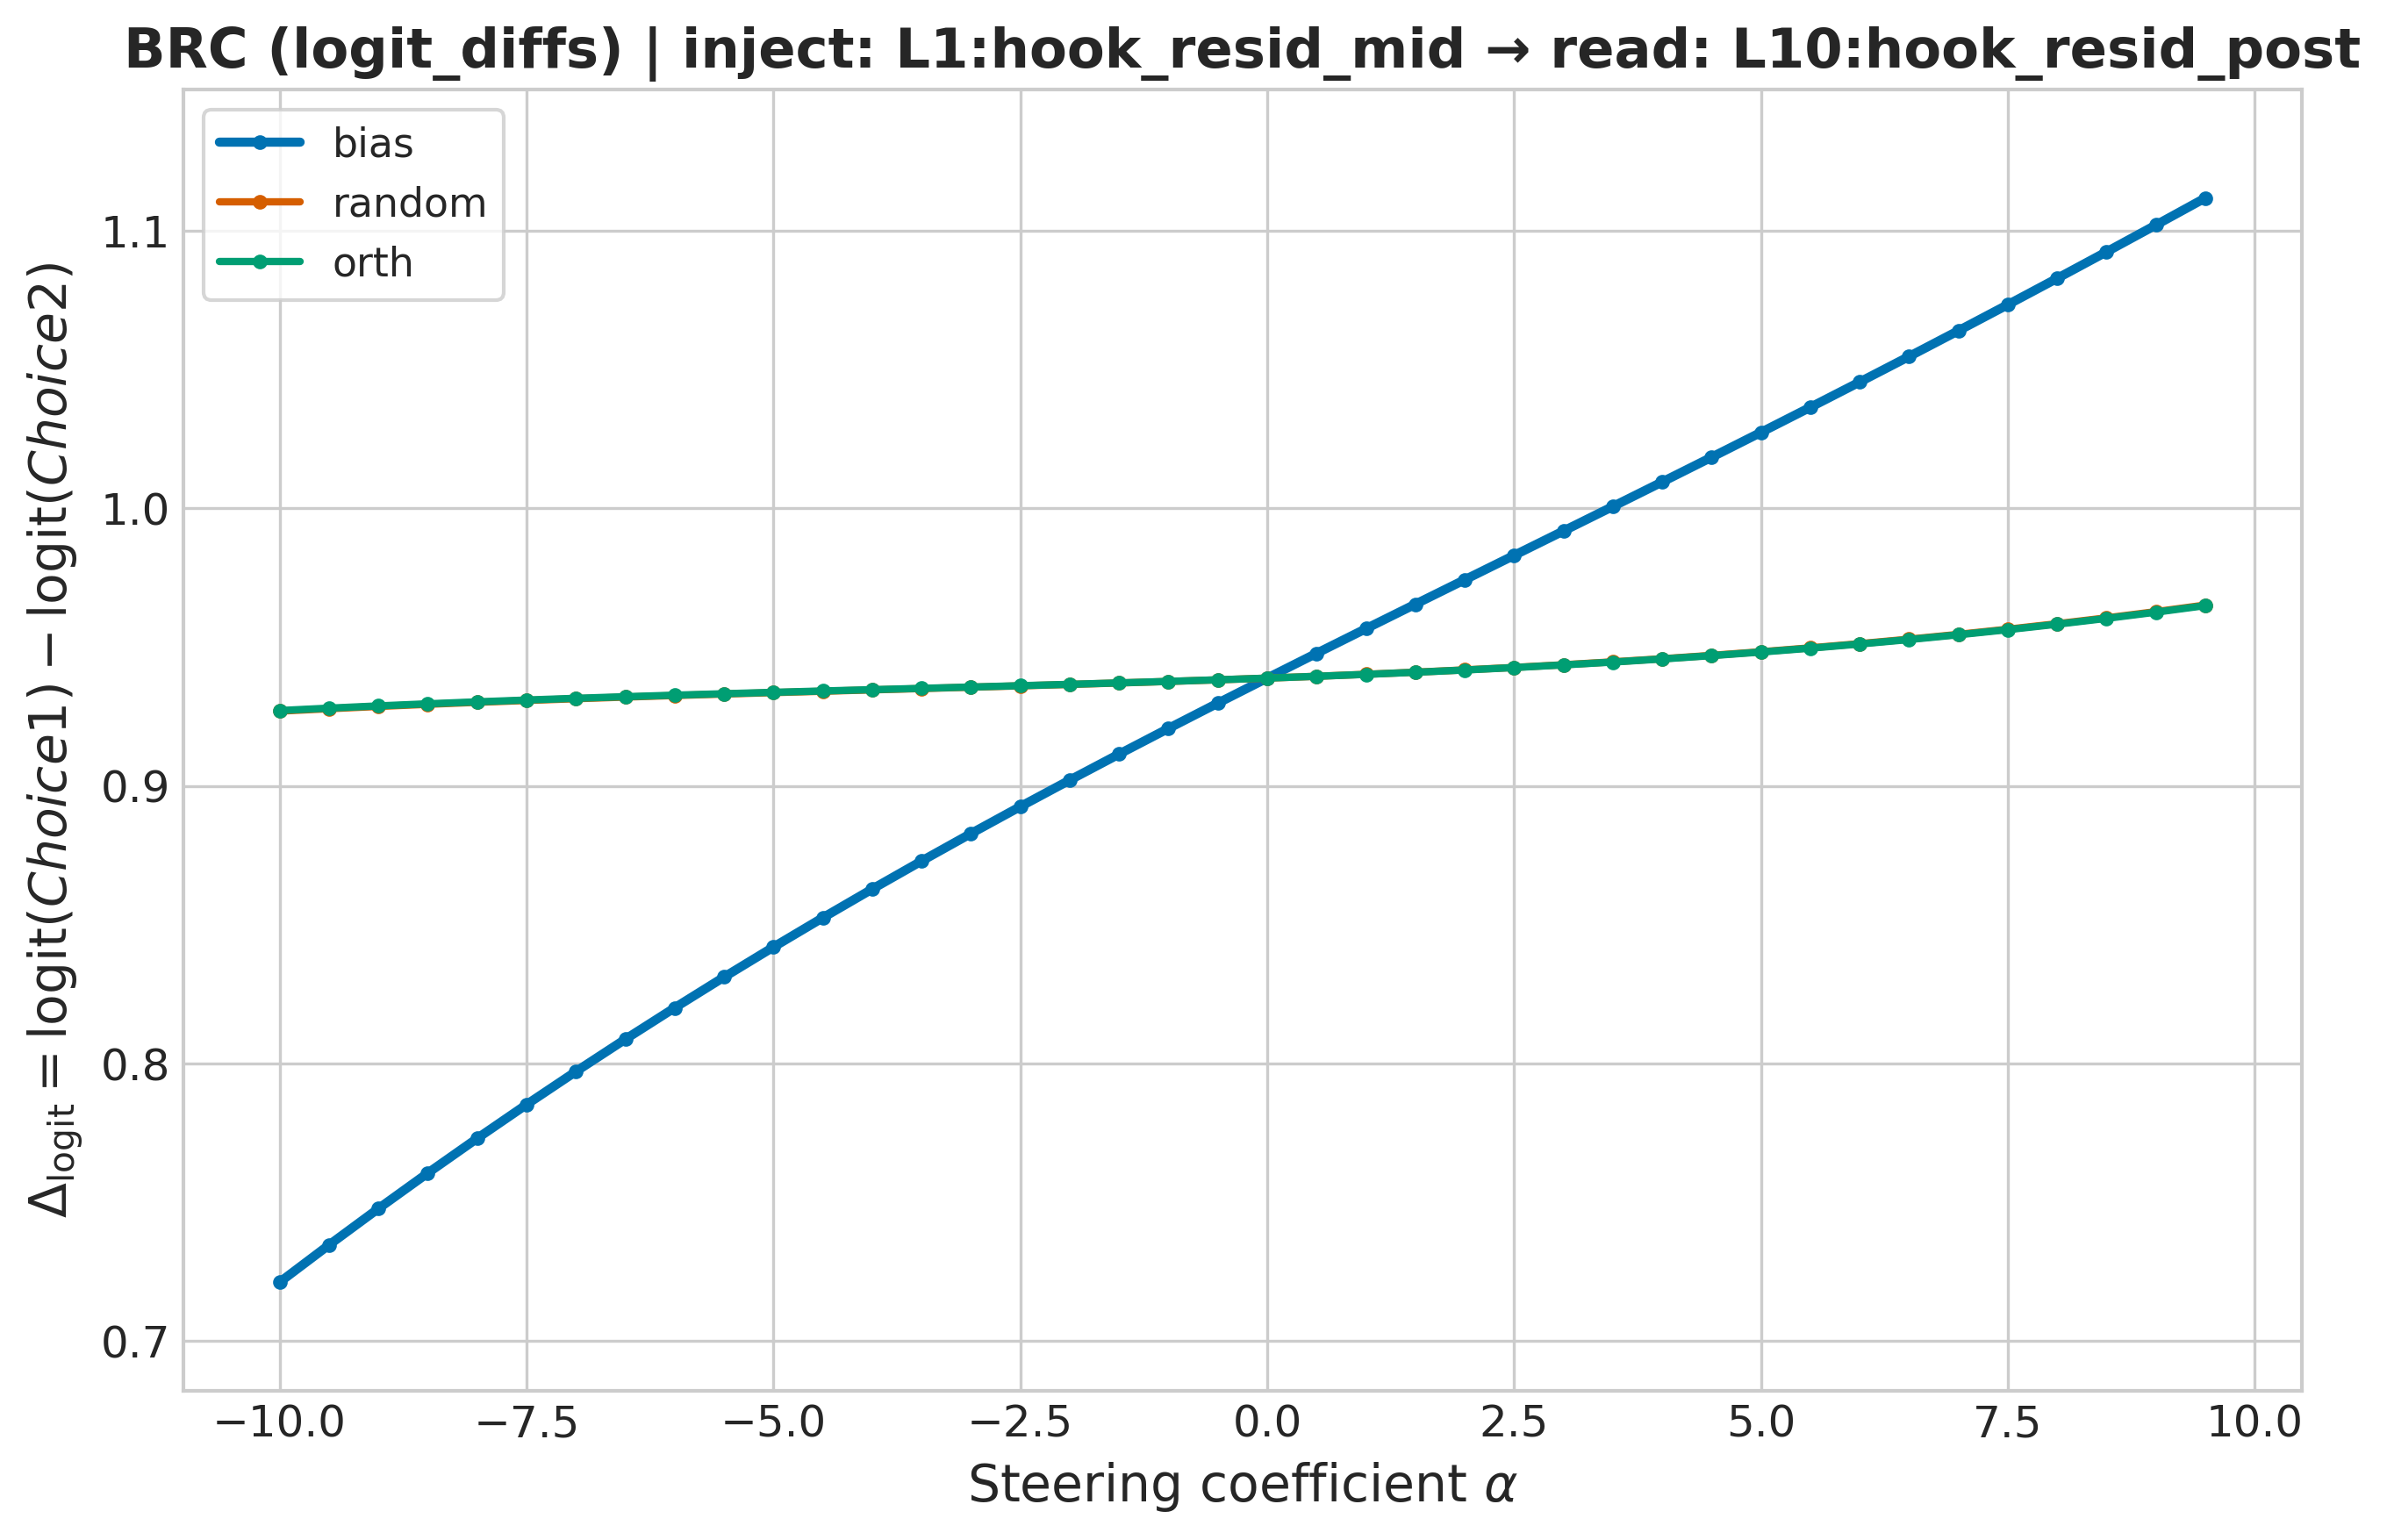 BRC (logit_diffs) | inject: L1:hook_resid_mid → read: L10:hook_resid_post
bias
random
orth
Δlogit = logit(Choice1) − logit(Choice2)
1.1
1.0
0.9
0.8
0.7
−10.0 −7.5 −5.0 −2.5 0.0 2.5 5.0 7.5 10.0
Steering coefficient α